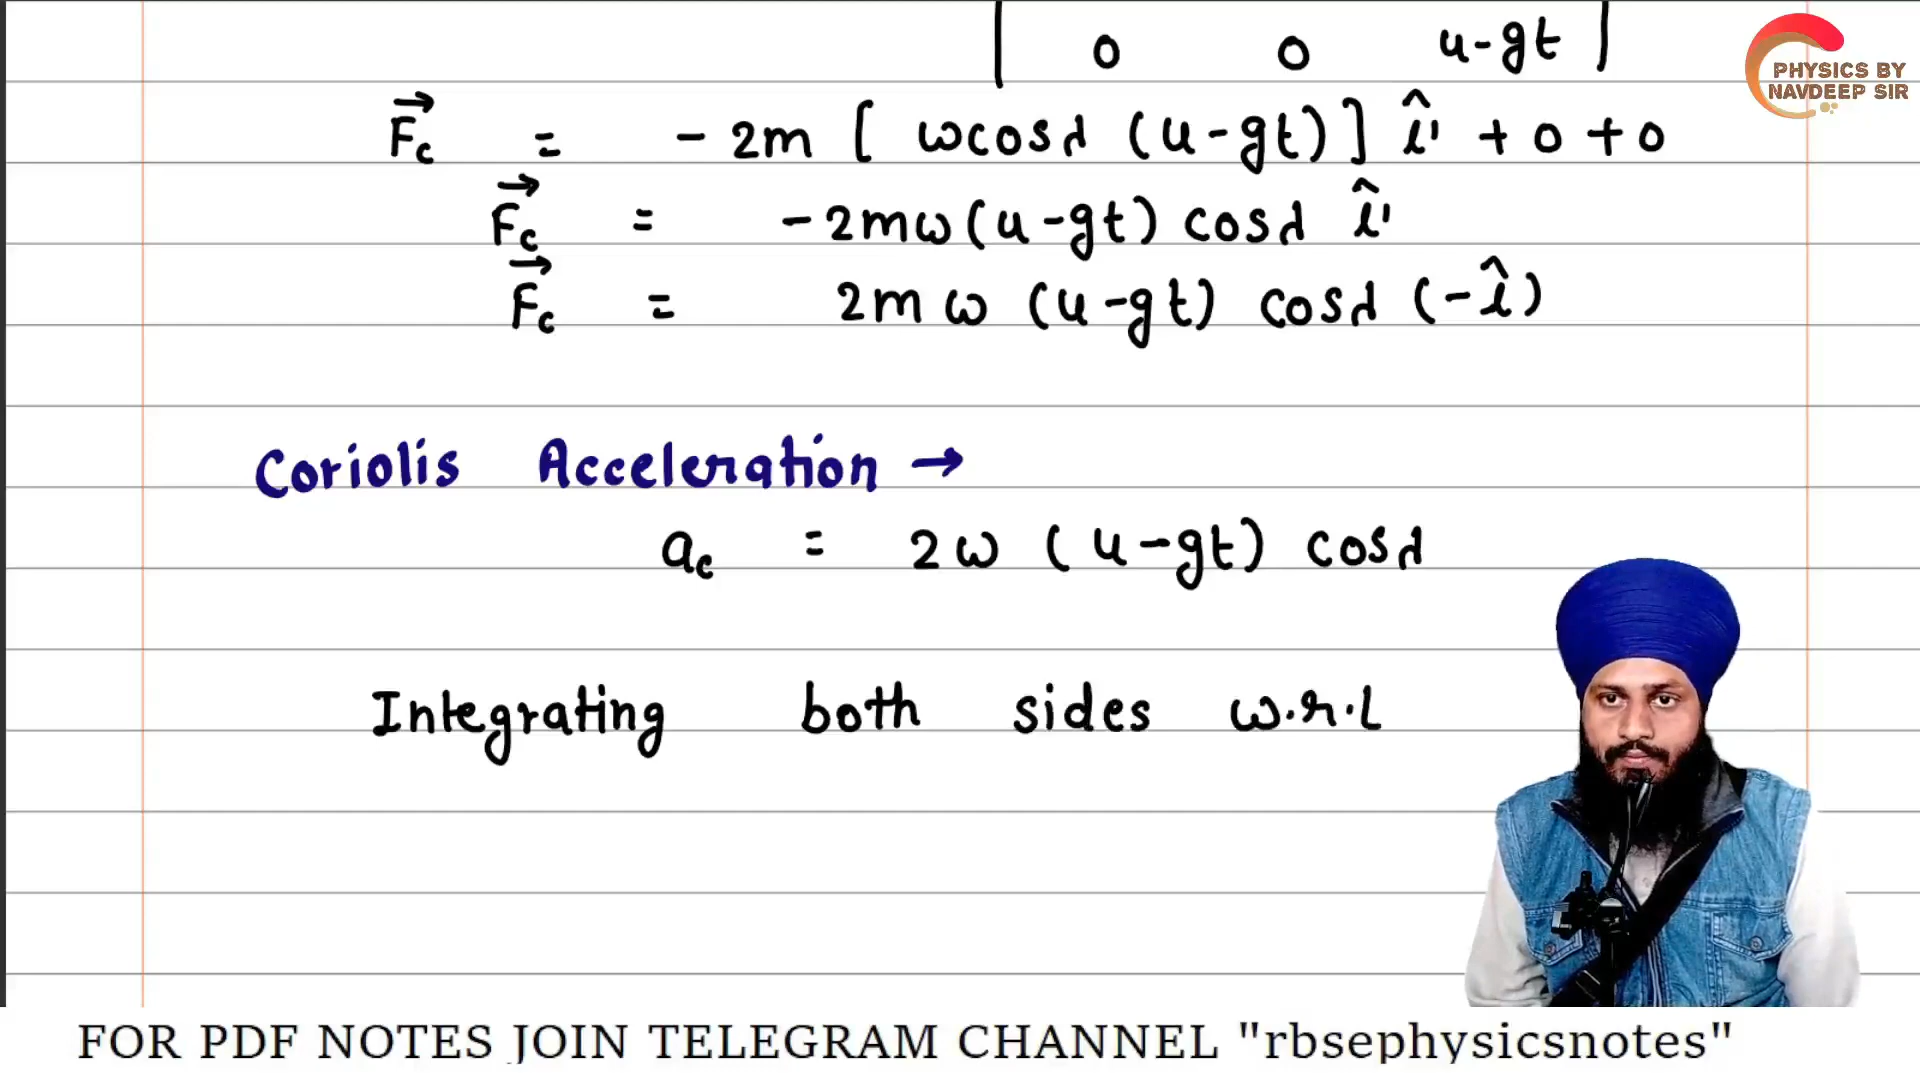 0 0 u-gt
PHYSICS BY
NAVDEEP SIR
F⃗c = -2m [ ωcosλ (u-gt) ] î' + 0 + 0
F⃗c = -2mω(u-gt) cosλ î'
F⃗c = 2mω (u-gt) cosλ (-î)
Coriolis Acceleration →
ac = 2ω (u-gt) cosλ
Integrating both sides w.r.t
FOR PDF NOTES JOIN TELEGRAM CHANNEL "rbsephysicsnotes"